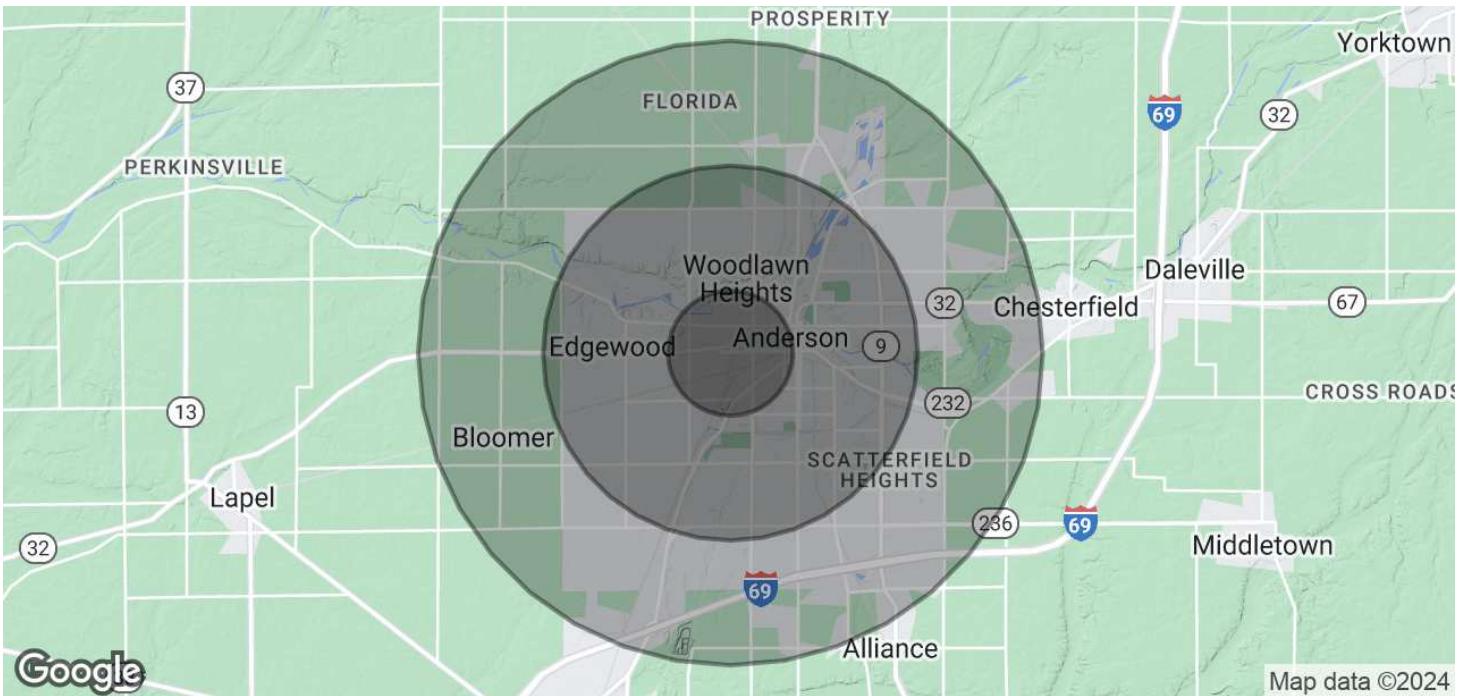 PROSPERITY
Yorktown
37
FLORIDA
69
32
PERKINSVILLE
Woodlawn
Heights
Daleville
32
Chesterfield
67
Edgewood
Anderson
9
CROSS ROADS
13
232
Bloomer
SCATTERFIELD
HEIGHTS
Lapel
236
69
32
Middletown
69
Alliance
Google
Map data ©2024